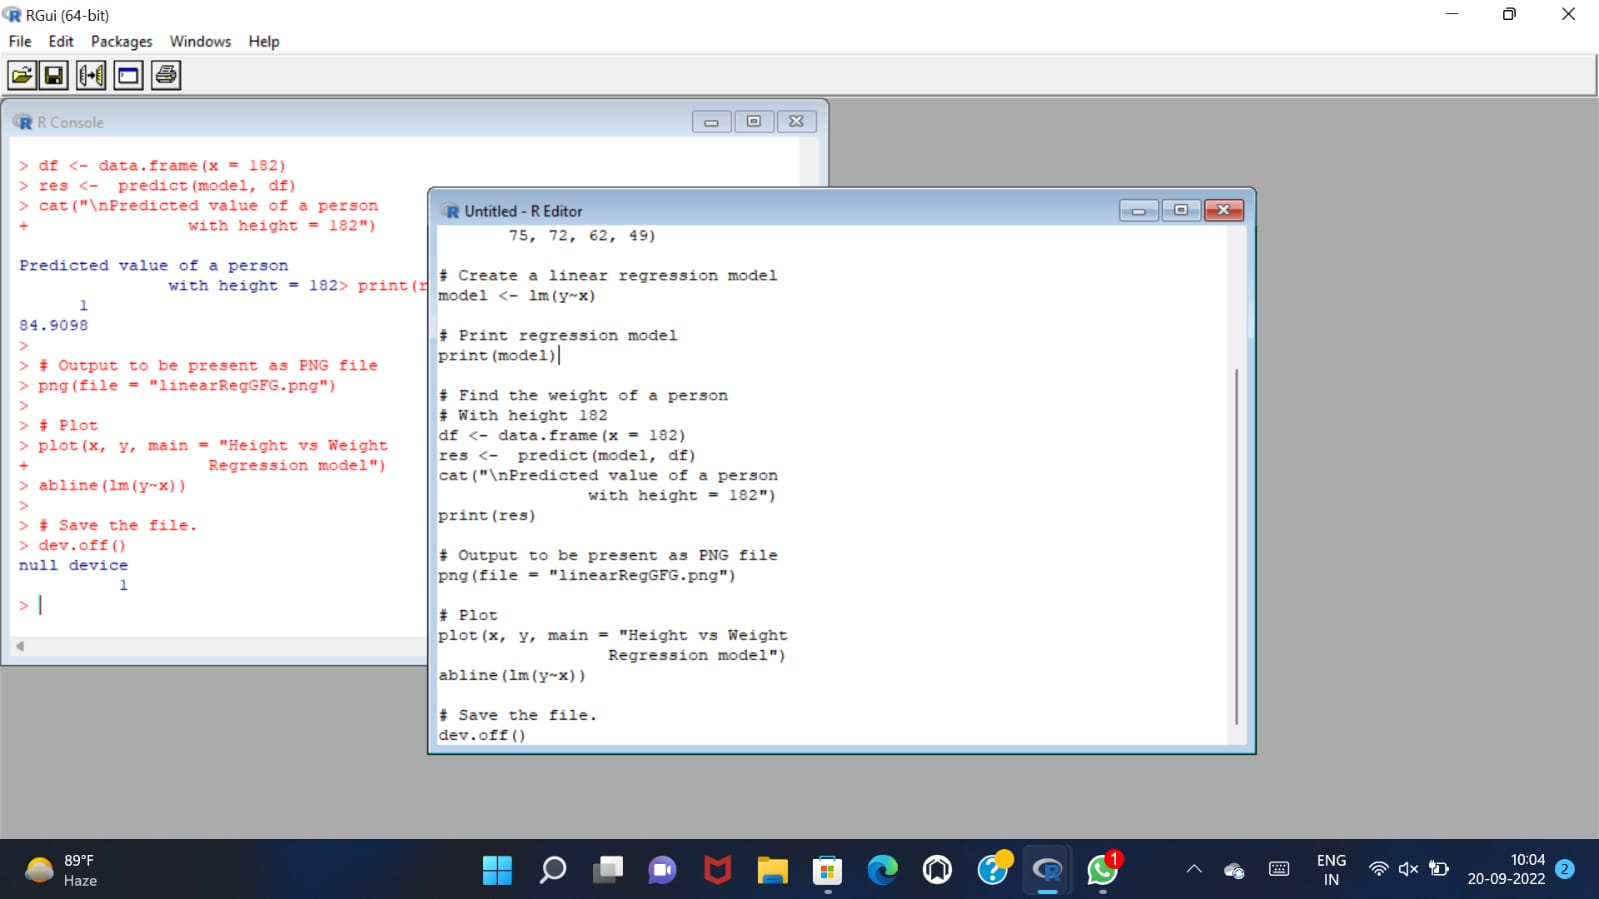 RGui (64-bit)
File Edit Packages Windows Help
R Console
> df <- data.frame(x = 182)
> res <-  predict(model, df)
> cat("\nPredicted value of a person
+                with height = 182")

Predicted value of a person
               with height = 182> print(r
      1
84.9098
>
> # Output to be present as PNG file
> png(file = "linearRegGFG.png")
>
> # Plot
> plot(x, y, main = "Height vs Weight
+                  Regression model")
> abline(lm(y~x))
>
> # Save the file.
> dev.off()
null device
          1
>
Untitled - R Editor
       75, 72, 62, 49)

# Create a linear regression model
model <- lm(y~x)

# Print regression model
print(model)

# Find the weight of a person
# With height 182
df <- data.frame(x = 182)
res <-  predict(model, df)
cat("\nPredicted value of a person
               with height = 182")
print(res)

# Output to be present as PNG file
png(file = "linearRegGFG.png")

# Plot
plot(x, y, main = "Height vs Weight
                 Regression model")
abline(lm(y~x))

# Save the file.
dev.off()
89°F
Haze
1
ENG
IN
10:04
20-09-2022
2